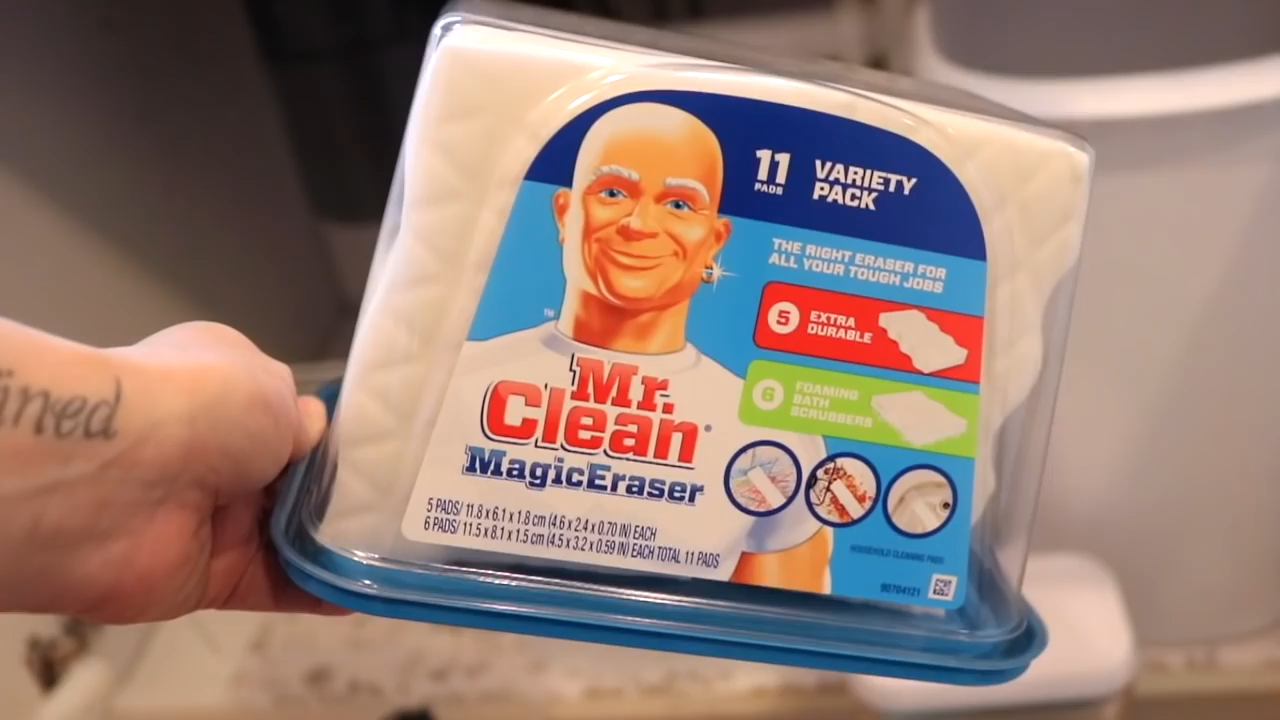 11 PADS
VARIETY PACK
THE RIGHT ERASER FOR
ALL YOUR TOUGH JOBS
5 EXTRA DURABLE
6 FOAMING BATH SCRUBBERS
TM
Mr.
Clean
MagicEraser
5 PADS/ 11.8 x 6.1 x 1.8 cm (4.6 x 2.4 x 0.70 IN) EACH
6 PADS/ 11.5 x 8.1 x 1.5 cm (4.5 x 3.2 x 0.59 IN) EACH TOTAL 11 PADS
HOUSEHOLD CLEANING PADS
90704121
ined